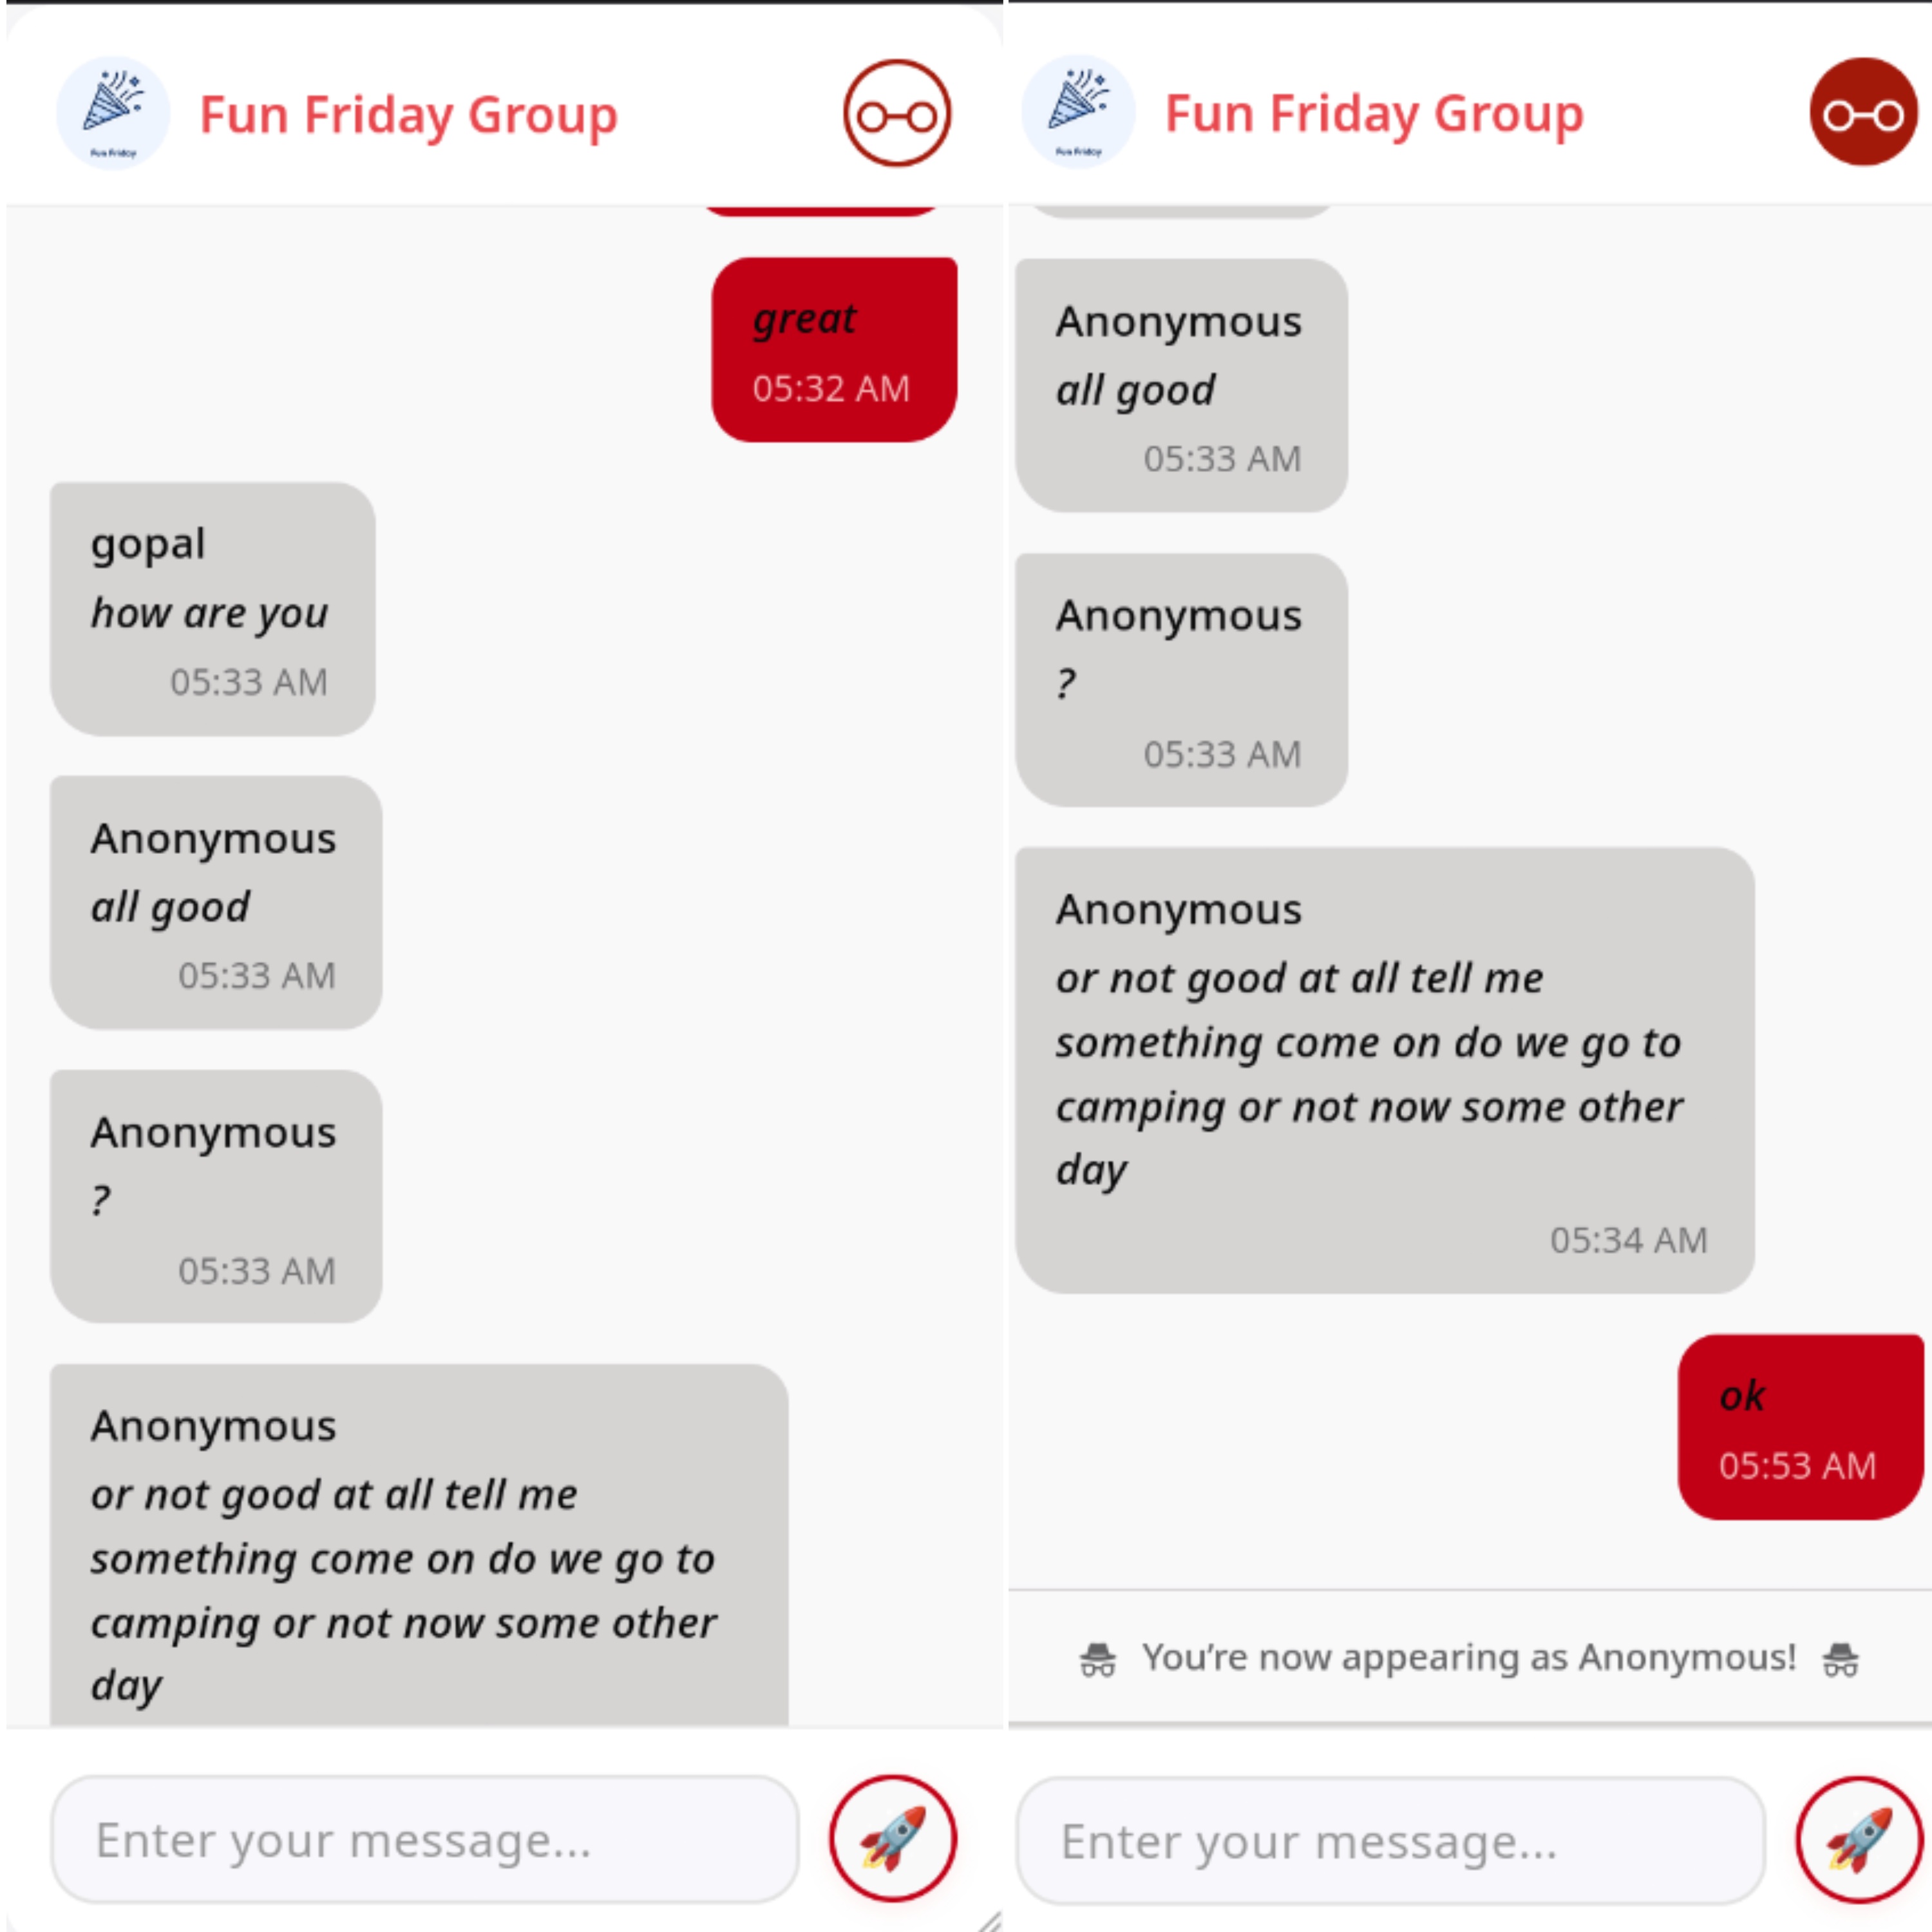 Fun Friday
Fun Friday Group
great
05:32 AM
gopal
how are you
05:33 AM
Anonymous
all good
05:33 AM
Anonymous
?
05:33 AM
Anonymous
or not good at all tell me
something come on do we go to
camping or not now some other
day
Enter your message...
Fun Friday
Fun Friday Group
Anonymous
all good
05:33 AM
Anonymous
?
05:33 AM
Anonymous
or not good at all tell me
something come on do we go to
camping or not now some other
day
05:34 AM
ok
05:53 AM
You’re now appearing as Anonymous!
Enter your message...